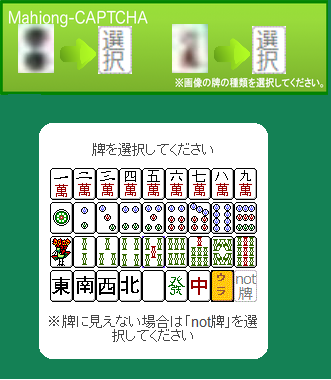 Mahjong-CAPTCHA
選択 選択
※画像の牌の種類を選択してください。
牌を選択してください
一萬 二萬 三萬 四萬 五萬 六萬 七萬 八萬 九萬
東 南 西 北 發 中 ウラ not牌
※牌に見えない場合は「not牌」を選
択してください